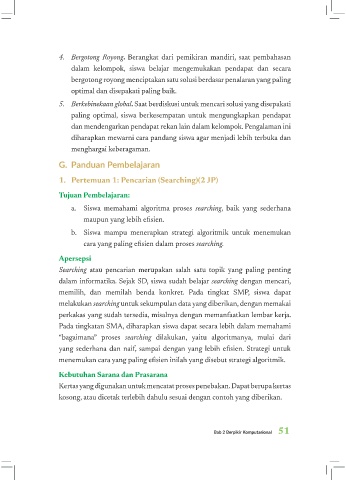 4. Bergotong Royong. Berangkat dari pemikiran mandiri, saat pembahasan
dalam kelompok, siswa belajar mengemukakan pendapat dan secara
bergotong royong menciptakan satu solusi berdasar penalaran yang paling
optimal dan disepakati paling baik.
5. Berkebinekaan global. Saat berdiskusi untuk mencari solusi yang disepakati
paling optimal, siswa berkesempatan untuk mengungkapkan pendapat
dan mendengarkan pendapat rekan lain dalam kelompok. Pengalaman ini
diharapkan mewarnai cara pandang siswa agar menjadi lebih terbuka dan
menghargai keberagaman.
G. Panduan Pembelajaran
1. Pertemuan 1: Pencarian (Searching)(2 JP)
Tujuan Pembelajaran:
a. Siswa memahami algoritma proses searching, baik yang sederhana
maupun yang lebih efisien.
b. Siswa mampu menerapkan strategi algoritmik untuk menemukan
cara yang paling efisien dalam proses searching.
Apersepsi
Searching atau pencarian merupakan salah satu topik yang paling penting
dalam informatika. Sejak SD, siswa sudah belajar searching dengan mencari,
memilih, dan memilah benda konkret. Pada tingkat SMP, siswa dapat
melakukan searching untuk sekumpulan data yang diberikan, dengan memakai
perkakas yang sudah tersedia, misalnya dengan memanfaatkan lembar kerja.
Pada tingkatan SMA, diharapkan siswa dapat secara lebih dalam memahami
“bagaimana” proses searching dilakukan, yaitu algoritmanya, mulai dari
yang sederhana dan naif, sampai dengan yang lebih efisien. Strategi untuk
menemukan cara yang paling efisien inilah yang disebut strategi algoritmik.
Kebutuhan Sarana dan Prasarana
Kertas yang digunakan untuk mencatat proses penebakan. Dapat berupa kertas
kosong, atau dicetak terlebih dahulu sesuai dengan contoh yang diberikan.
Bab 2 Berpikir Komputasional 51